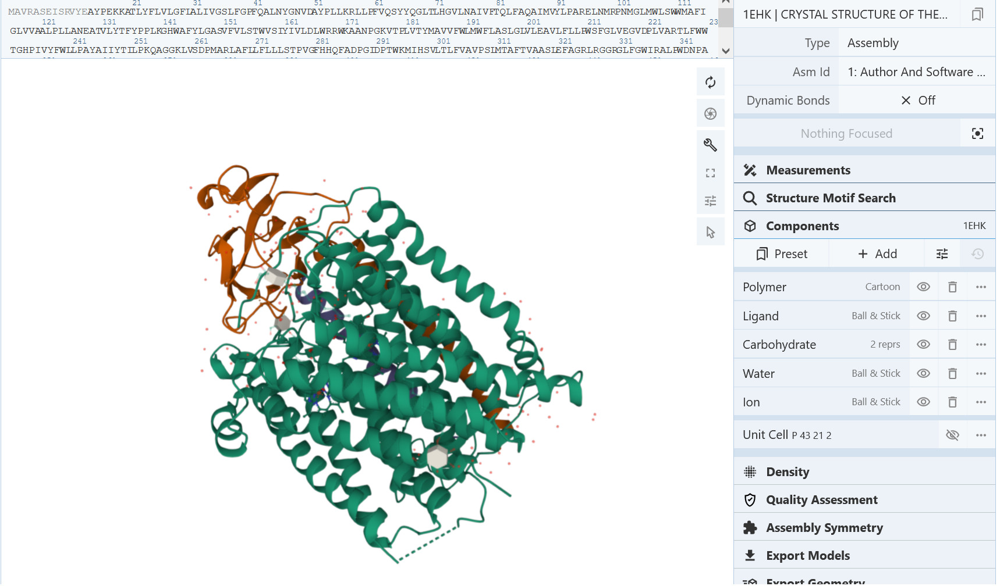 21 31 41 51 61 71 81 91 101 111
MAVRASEISRVYEAYPEKKATLYFLVLGFLALIVGSLFGPFQALNYGNVDAYPLLKRLLPFVQSYYQGLTLHGVLNAIVFTQLFAQAIMVYLPARELNMRPNMGLMWLSWWMAFI
121 131 141 151 161 171 181 191 201 211 221 23
GLVVAALPLLANEATVLYTFYPPLKGHWAFYLGASVFVLSTWVSIYIVLDLWRRWKAANPGKVTPLVTYMAVVFWLMWFLASLGLVLEAVLFLLPWSFGLVEGVDPLVARTLFWW
241 251 261 271 281 291 301 311 321 331 341
TGHPIVYFWLLPAYAIIYTILPKQAGGKLVSDPMARLAFLLFLLLSTPVGFHHQFADPGIDPTWKMIHSVLTLFVAVPSLMTAFTVAASLEFAGRLRGGRGLFGWIRALPWDNPA
1EHK | CRYSTAL STRUCTURE OF THE...
Type Assembly
Asm Id 1: Author And Software ...
Dynamic Bonds Off
Nothing Focused
Measurements
Structure Motif Search
Components 1EHK
Preset + Add
Polymer Cartoon
Ligand Ball & Stick
Carbohydrate 2 reprs
Water Ball & Stick
Ion Ball & Stick
Unit Cell P 43 21 2
Density
Quality Assessment
Assembly Symmetry
Export Models
Export Geometry